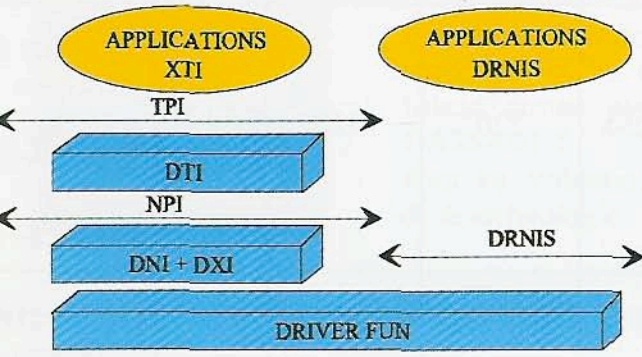 APPLICATIONS
XTI
APPLICATIONS
DRNIS
TPI
DTI
NPI
DRNIS
DNI + DXI
DRIVER FUN